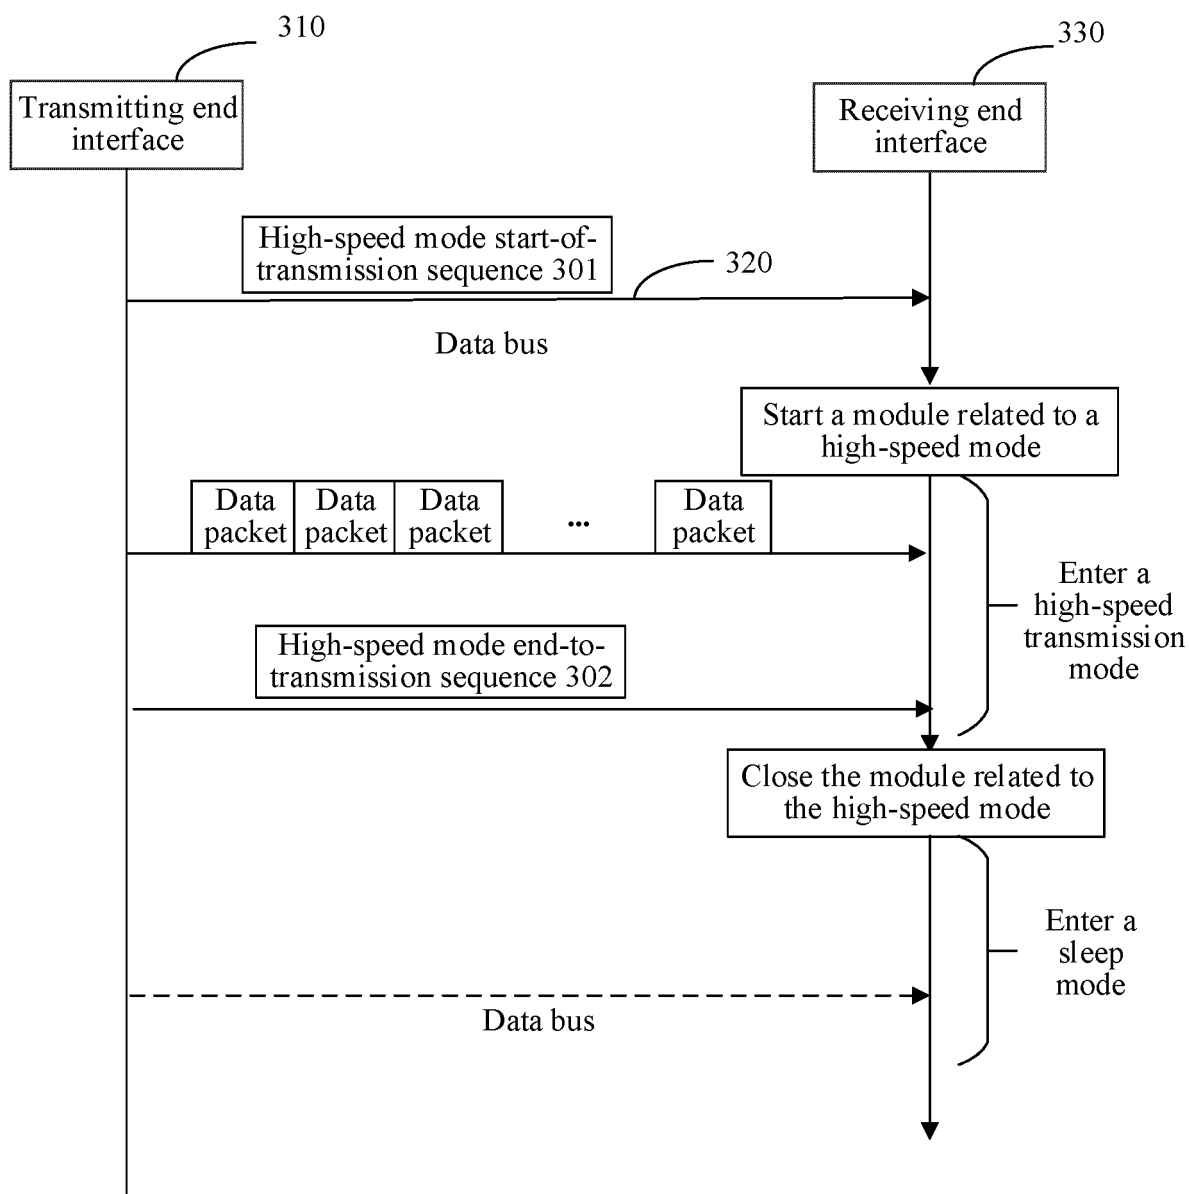 310
330
Transmitting end
interface
Receiving end
interface
High-speed mode start-of-
transmission sequence 301
320
Data bus
Start a module related to a
high-speed mode
Data
packet
Data
packet
Data
packet
...
Data
packet
Enter a
high-speed
transmission
mode
High-speed mode end-to-
transmission sequence 302
Close the module related to
the high-speed mode
Enter a
sleep
mode
Data bus